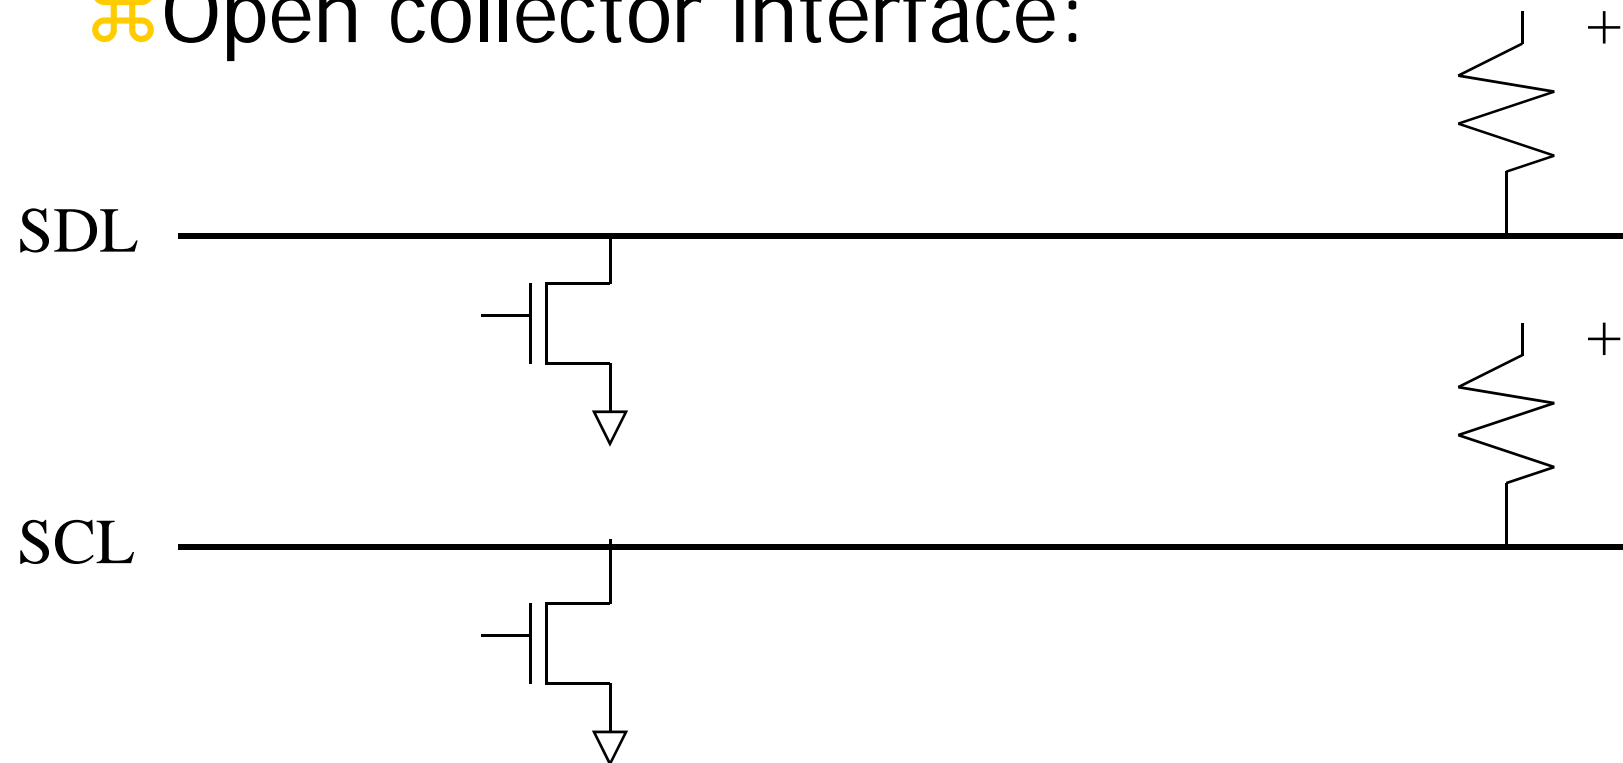 ⌘Open collector interface:
+
SDL
+
SCL